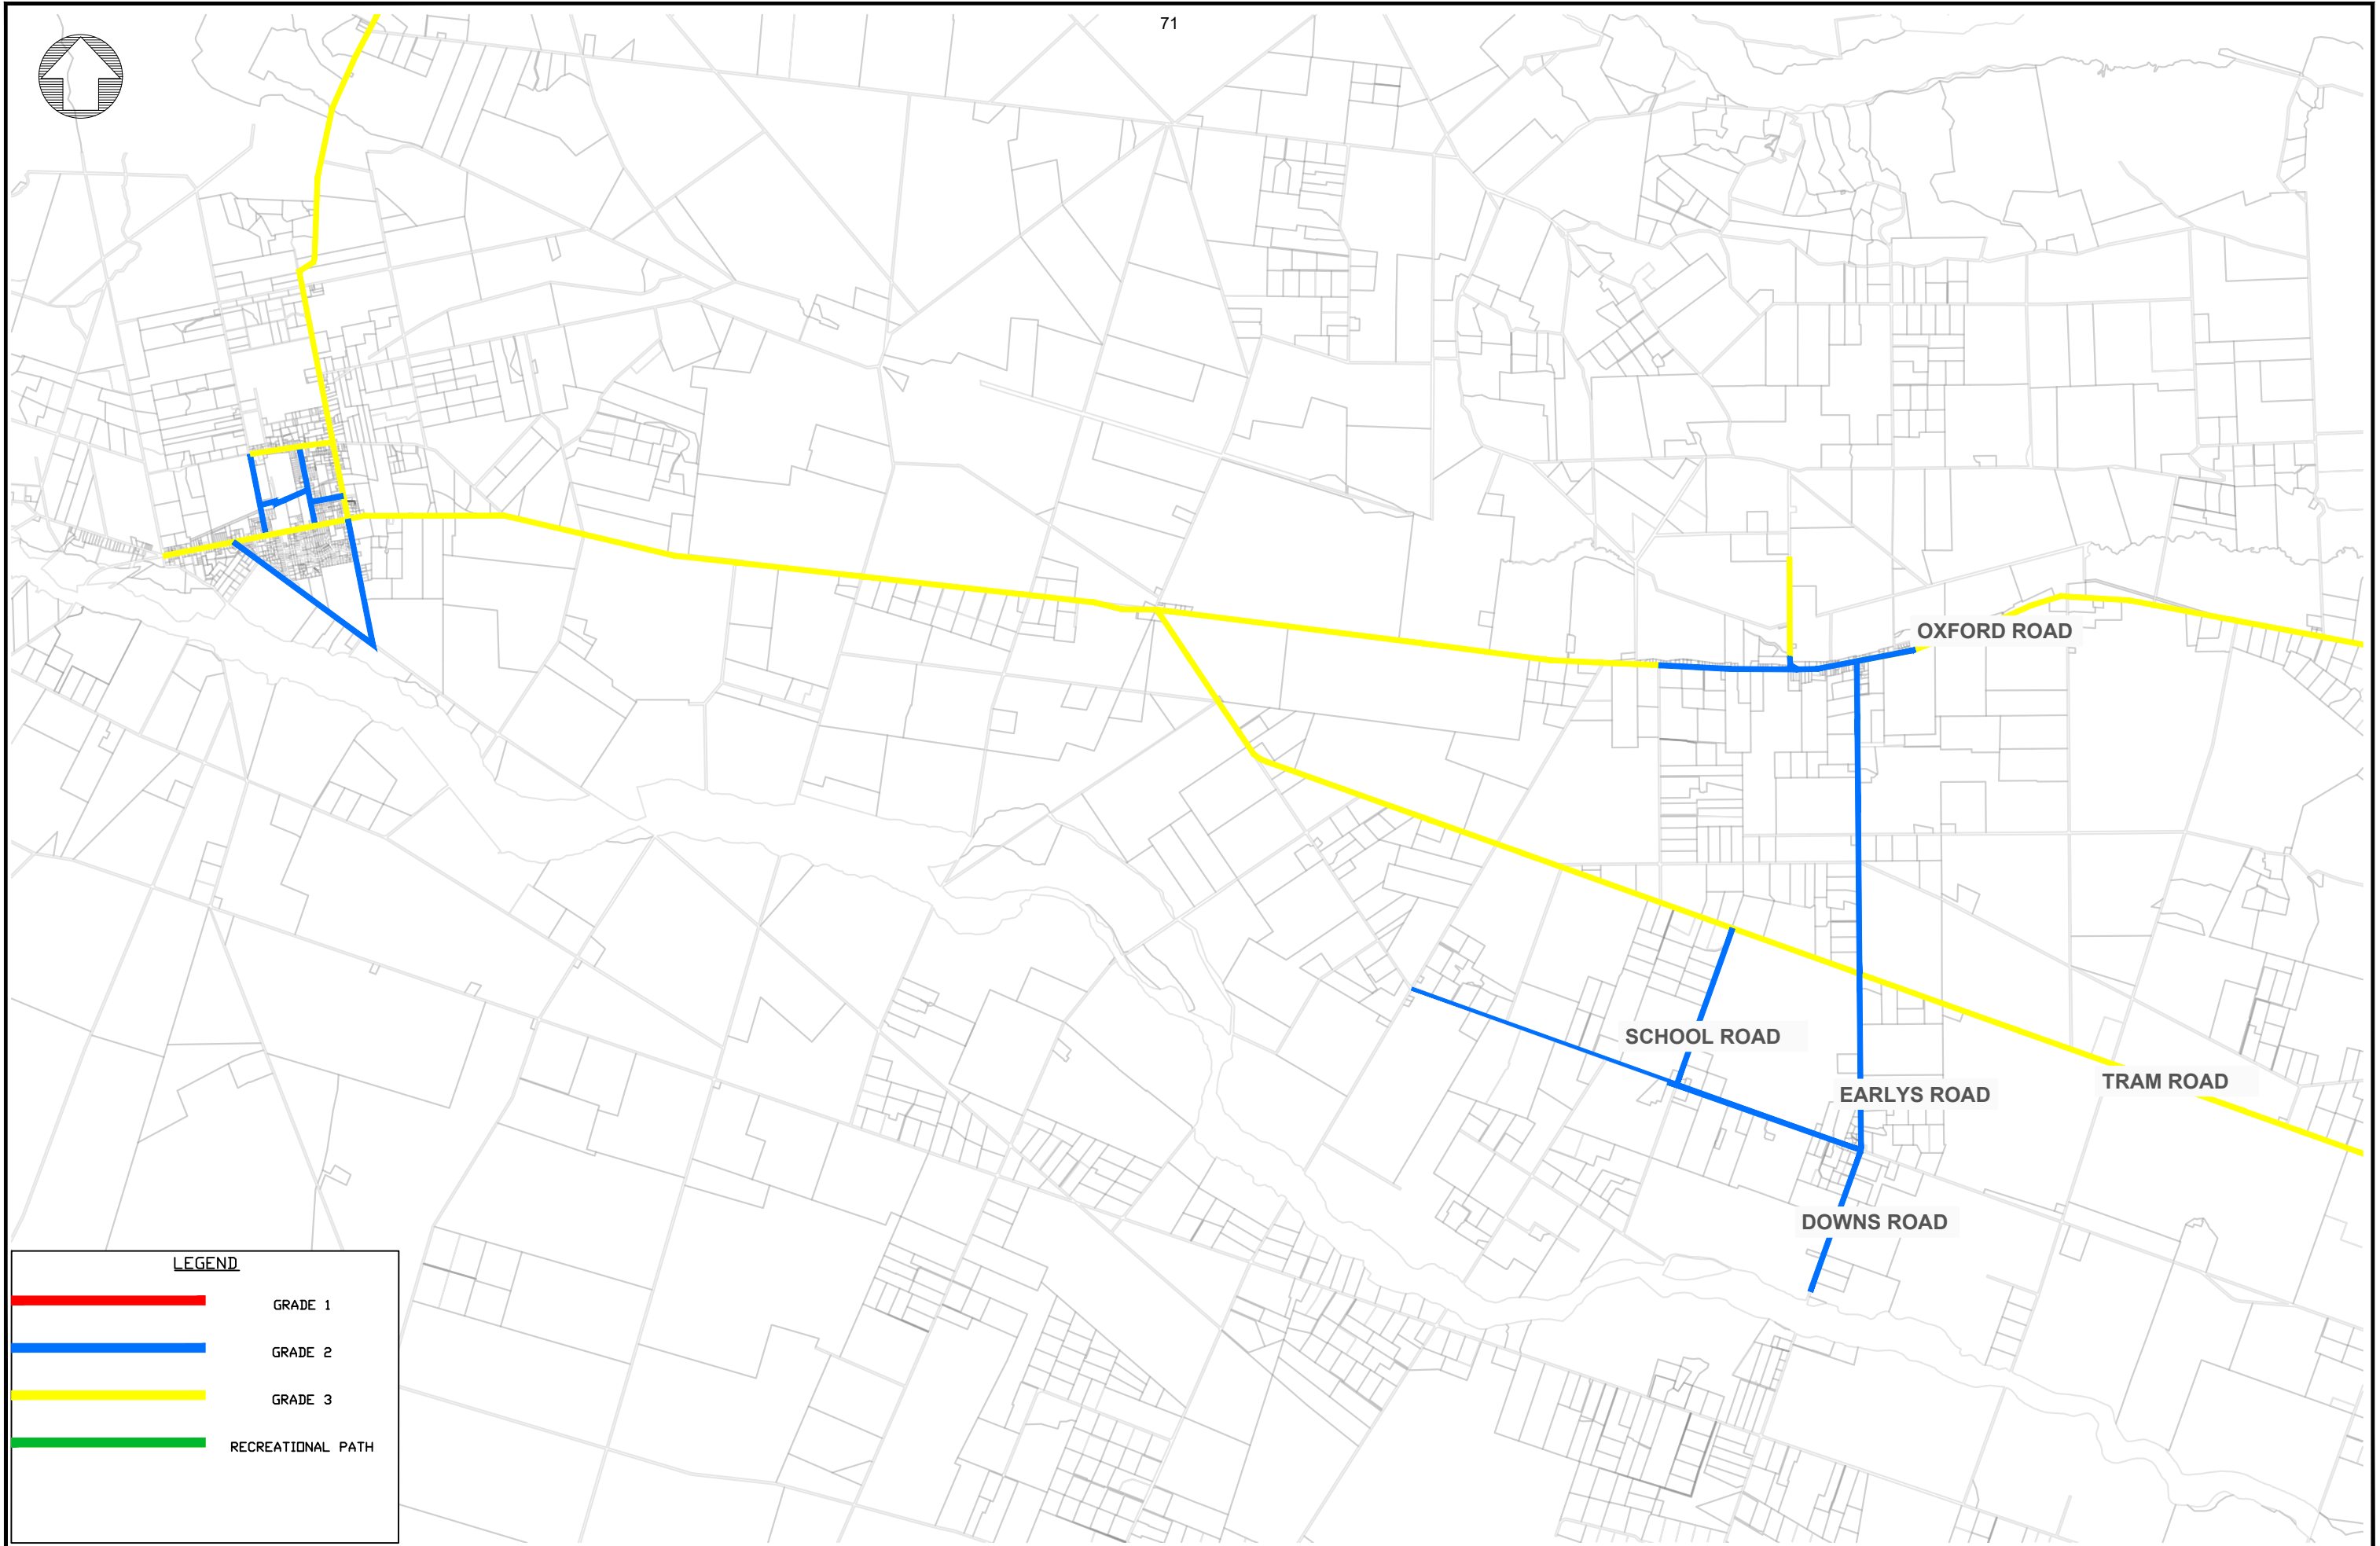 71
OXFORD ROAD
SCHOOL ROAD
TRAM ROAD
EARLYS ROAD
DOWNS ROAD
LEGEND
GRADE 1
GRADE 2
GRADE 3
RECREATIONAL PATH